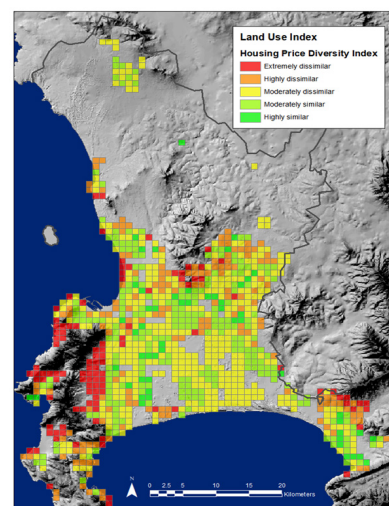 Land Use Index
Housing Price Diversity Index
Extremely dissimilar
Highly dissimilar
Moderately dissimilar
Moderately similar
Highly similar
N
0 2.5 5 10 15 20
Kilometers